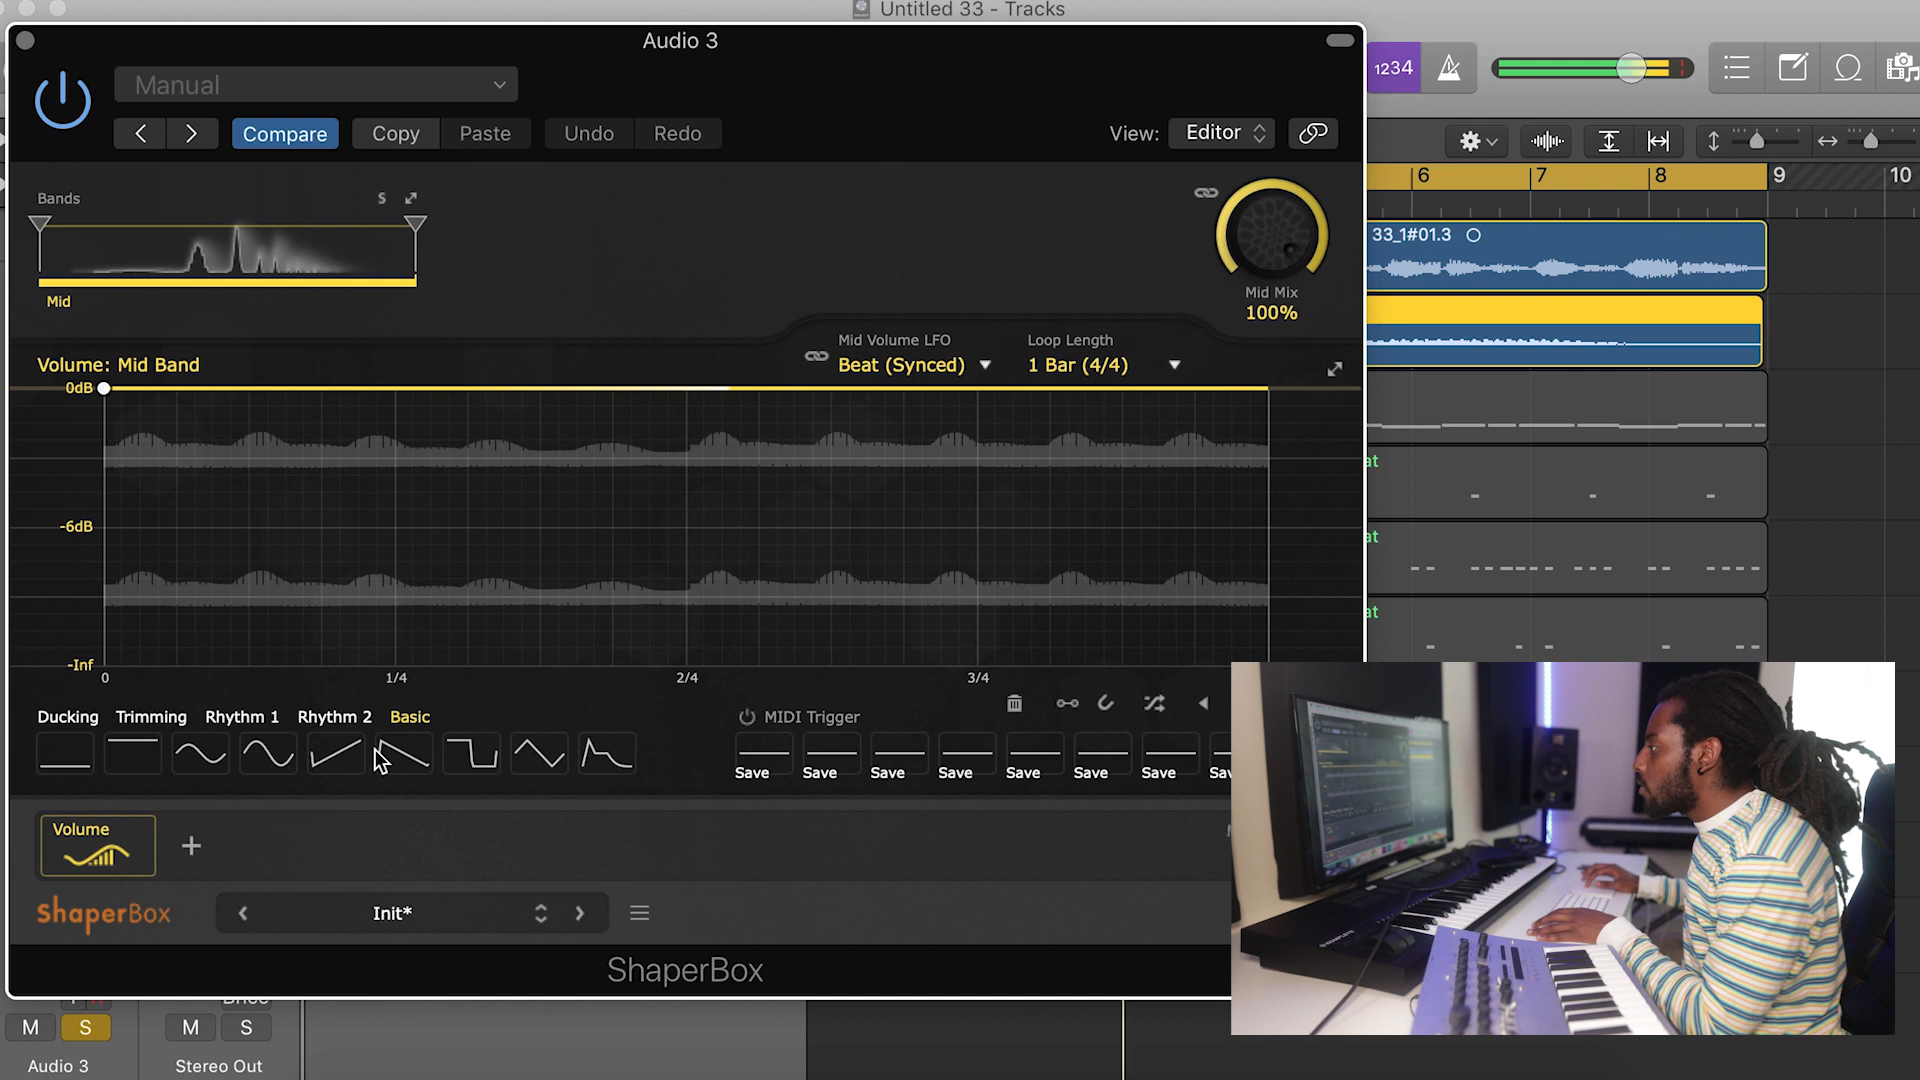 Untitled 33 - Tracks
Audio 3
Manual
Compare
Copy
Paste
Undo
Redo
View:
Editor
1234
6
7
8
9
10
Bands
S
Mid
Mid Mix
100%
33_1#01.3
Mid Volume LFO
Beat (Synced)
Loop Length
1 Bar (4/4)
Volume: Mid Band
0dB
-6dB
-Inf
0
1/4
2/4
3/4
at
at
at
Ducking
Trimming
Rhythm 1
Rhythm 2
Basic
MIDI Trigger
Save
Save
Save
Save
Save
Save
Save
Volume
+
ShaperBox
Init*
ShaperBox
M
S
M
S
Audio 3
Stereo Out